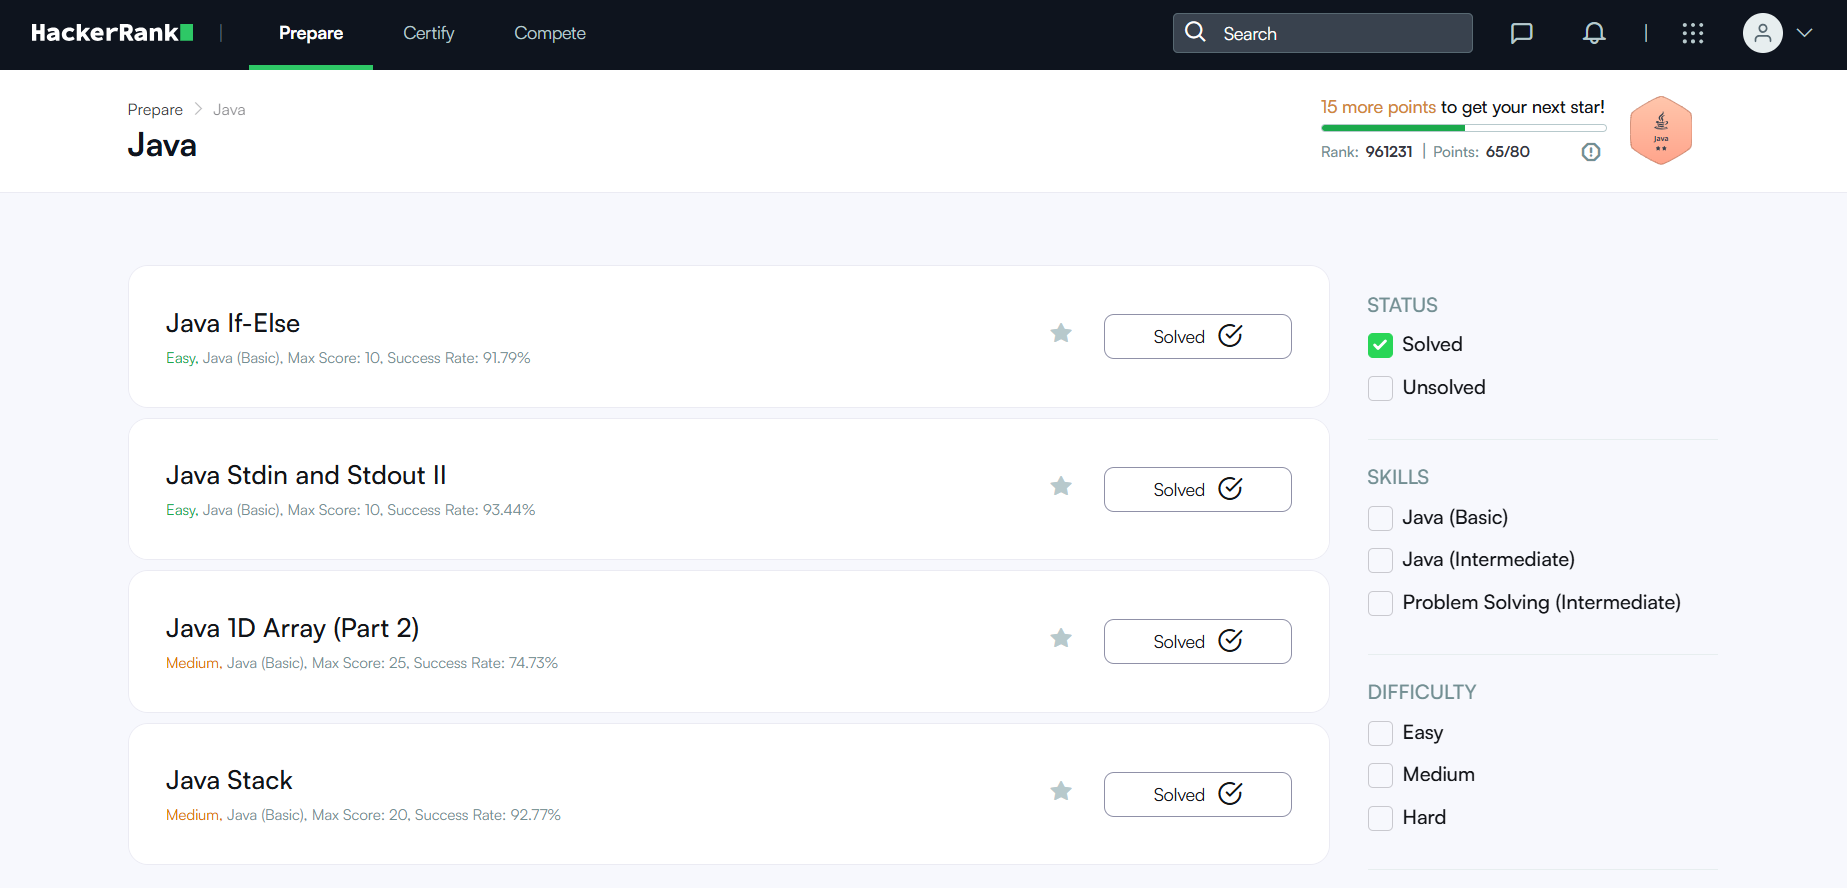 HackerRank | Prepare Certify Compete Search
Prepare > Java
Java
15 more points to get your next star!
Rank: 961231 | Points: 65/80
Java
Java If-Else
Easy, Java (Basic), Max Score: 10, Success Rate: 91.79%
Solved
Java Stdin and Stdout II
Easy, Java (Basic), Max Score: 10, Success Rate: 93.44%
Solved
Java 1D Array (Part 2)
Medium, Java (Basic), Max Score: 25, Success Rate: 74.73%
Solved
Java Stack
Medium, Java (Basic), Max Score: 20, Success Rate: 92.77%
Solved
STATUS
Solved
Unsolved
SKILLS
Java (Basic)
Java (Intermediate)
Problem Solving (Intermediate)
DIFFICULTY
Easy
Medium
Hard